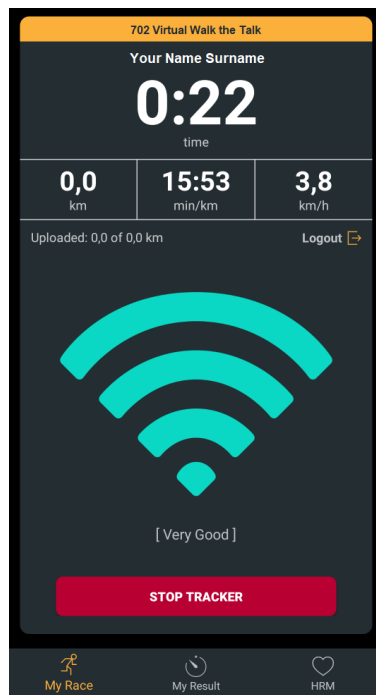 702 Virtual Walk the Talk
Your Name Surname
0:22
time
0,0 15:53 3,8
km min/km km/h
Uploaded: 0,0 of 0,0 km Logout
[ Very Good ]
STOP TRACKER
My Race My Result HRM